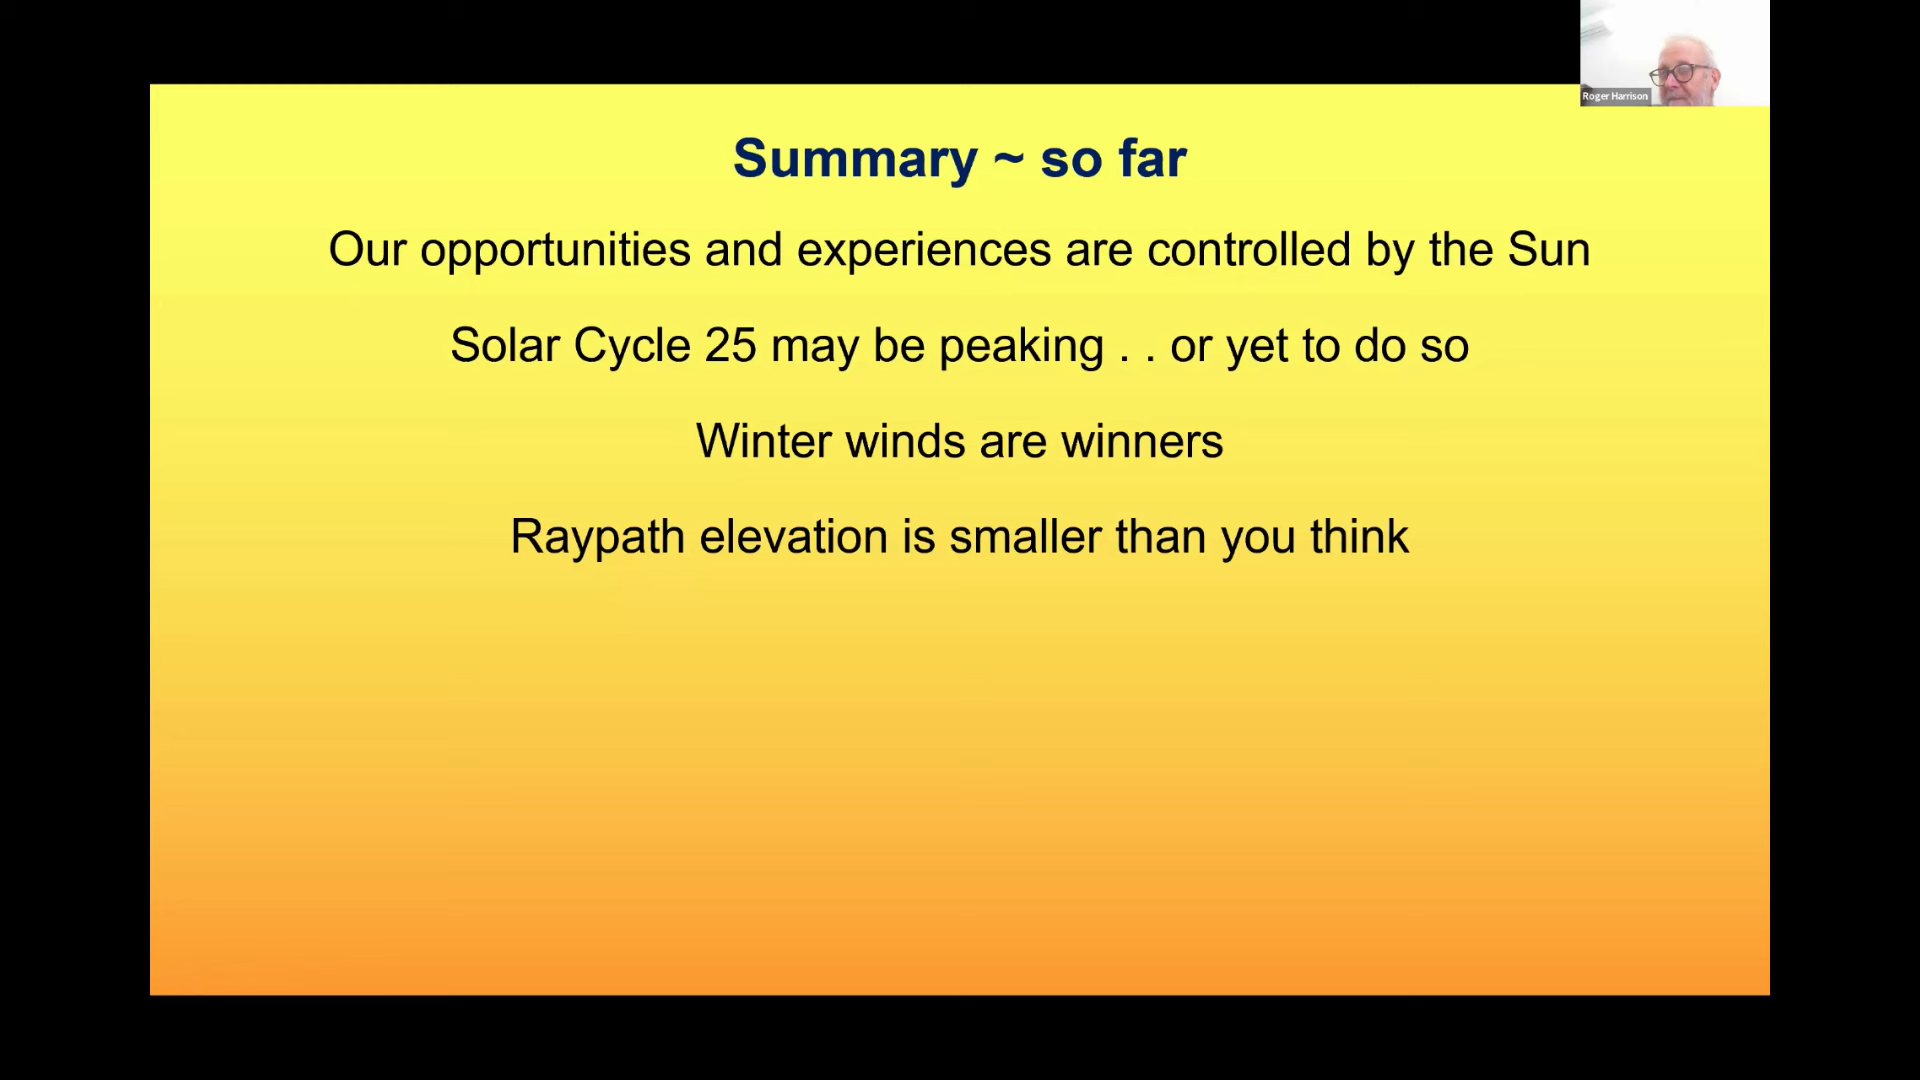 Roger Harrison
Summary ~ so far
Our opportunities and experiences are controlled by the Sun
Solar Cycle 25 may be peaking . . or yet to do so
Winter winds are winners
Raypath elevation is smaller than you think